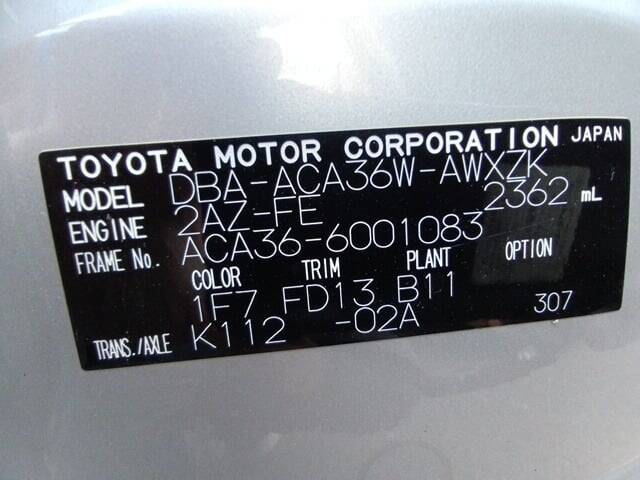 TOYOTA MOTOR CORPORATION JAPAN
MODEL DBA-ACA36W-AWXZK
ENGINE 2AZ-FE 2362 mL
FRAME No. ACA36-6001083
COLOR TRIM PLANT OPTION
1F7 FD13 B11
TRANS./AXLE K112 -02A 307